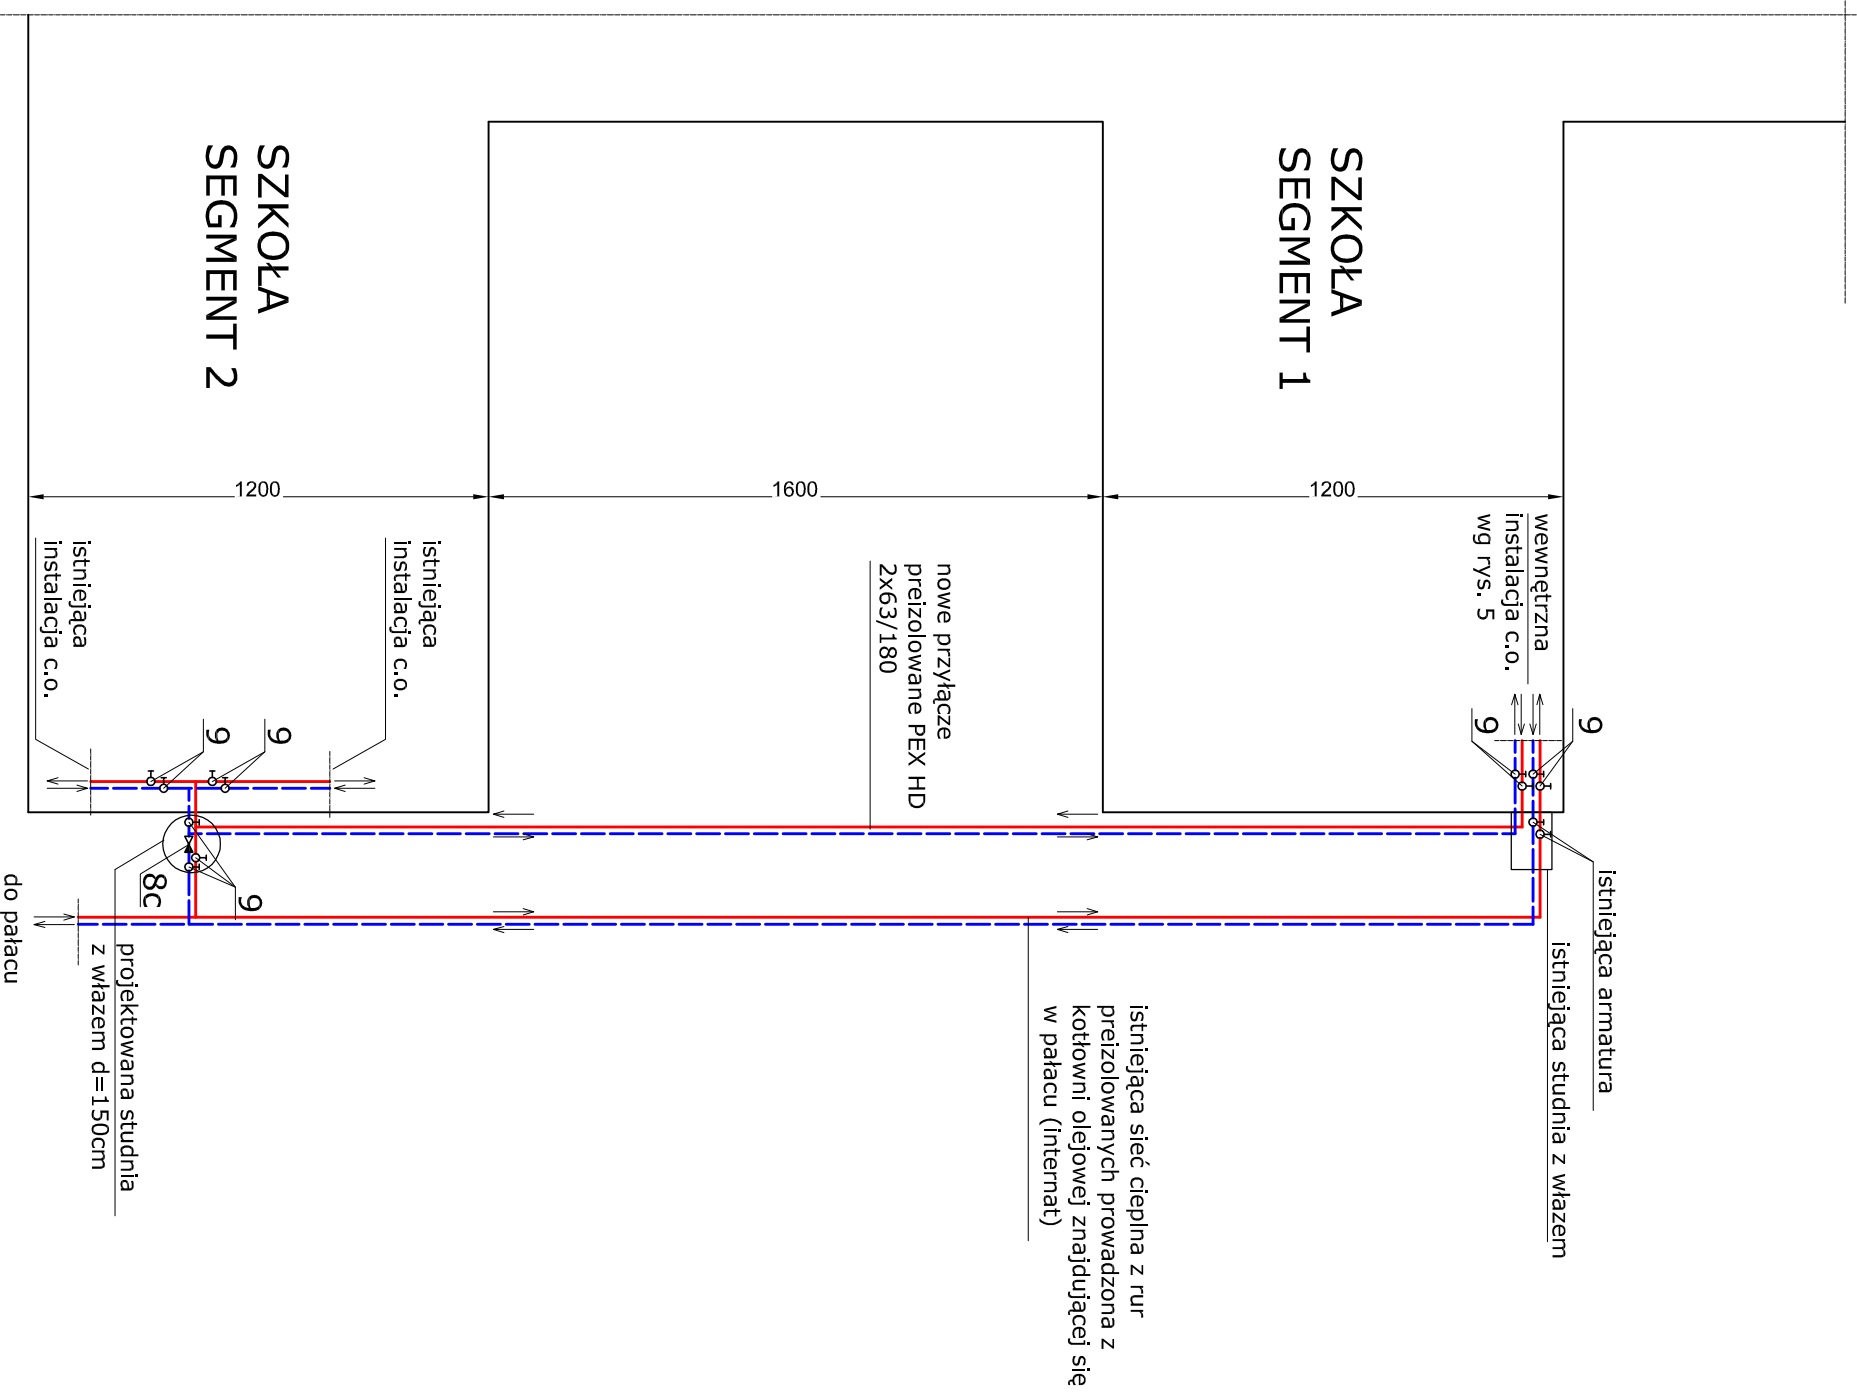 SZKOŁA
SEGMENT 1
SZKOŁA
SEGMENT 2
1200
1600
1200
wewnętrzna
instalacja c.o.
wg rys. 5
nowe przyłącze
preizolowane PEX HD
2x63/180
istniejąca
instalacja c.o.
istniejąca
instalacja c.o.
9
9
9
9
9
8c
istniejąca armatura
istniejąca studnia z włazem
istniejąca sieć cieplna z rur
preizolowanych prowadzona z
kotłowni olejowej znajdującej się
w pałacu (internat)
projektowana studnia
z włazem d=150cm
do pałacu